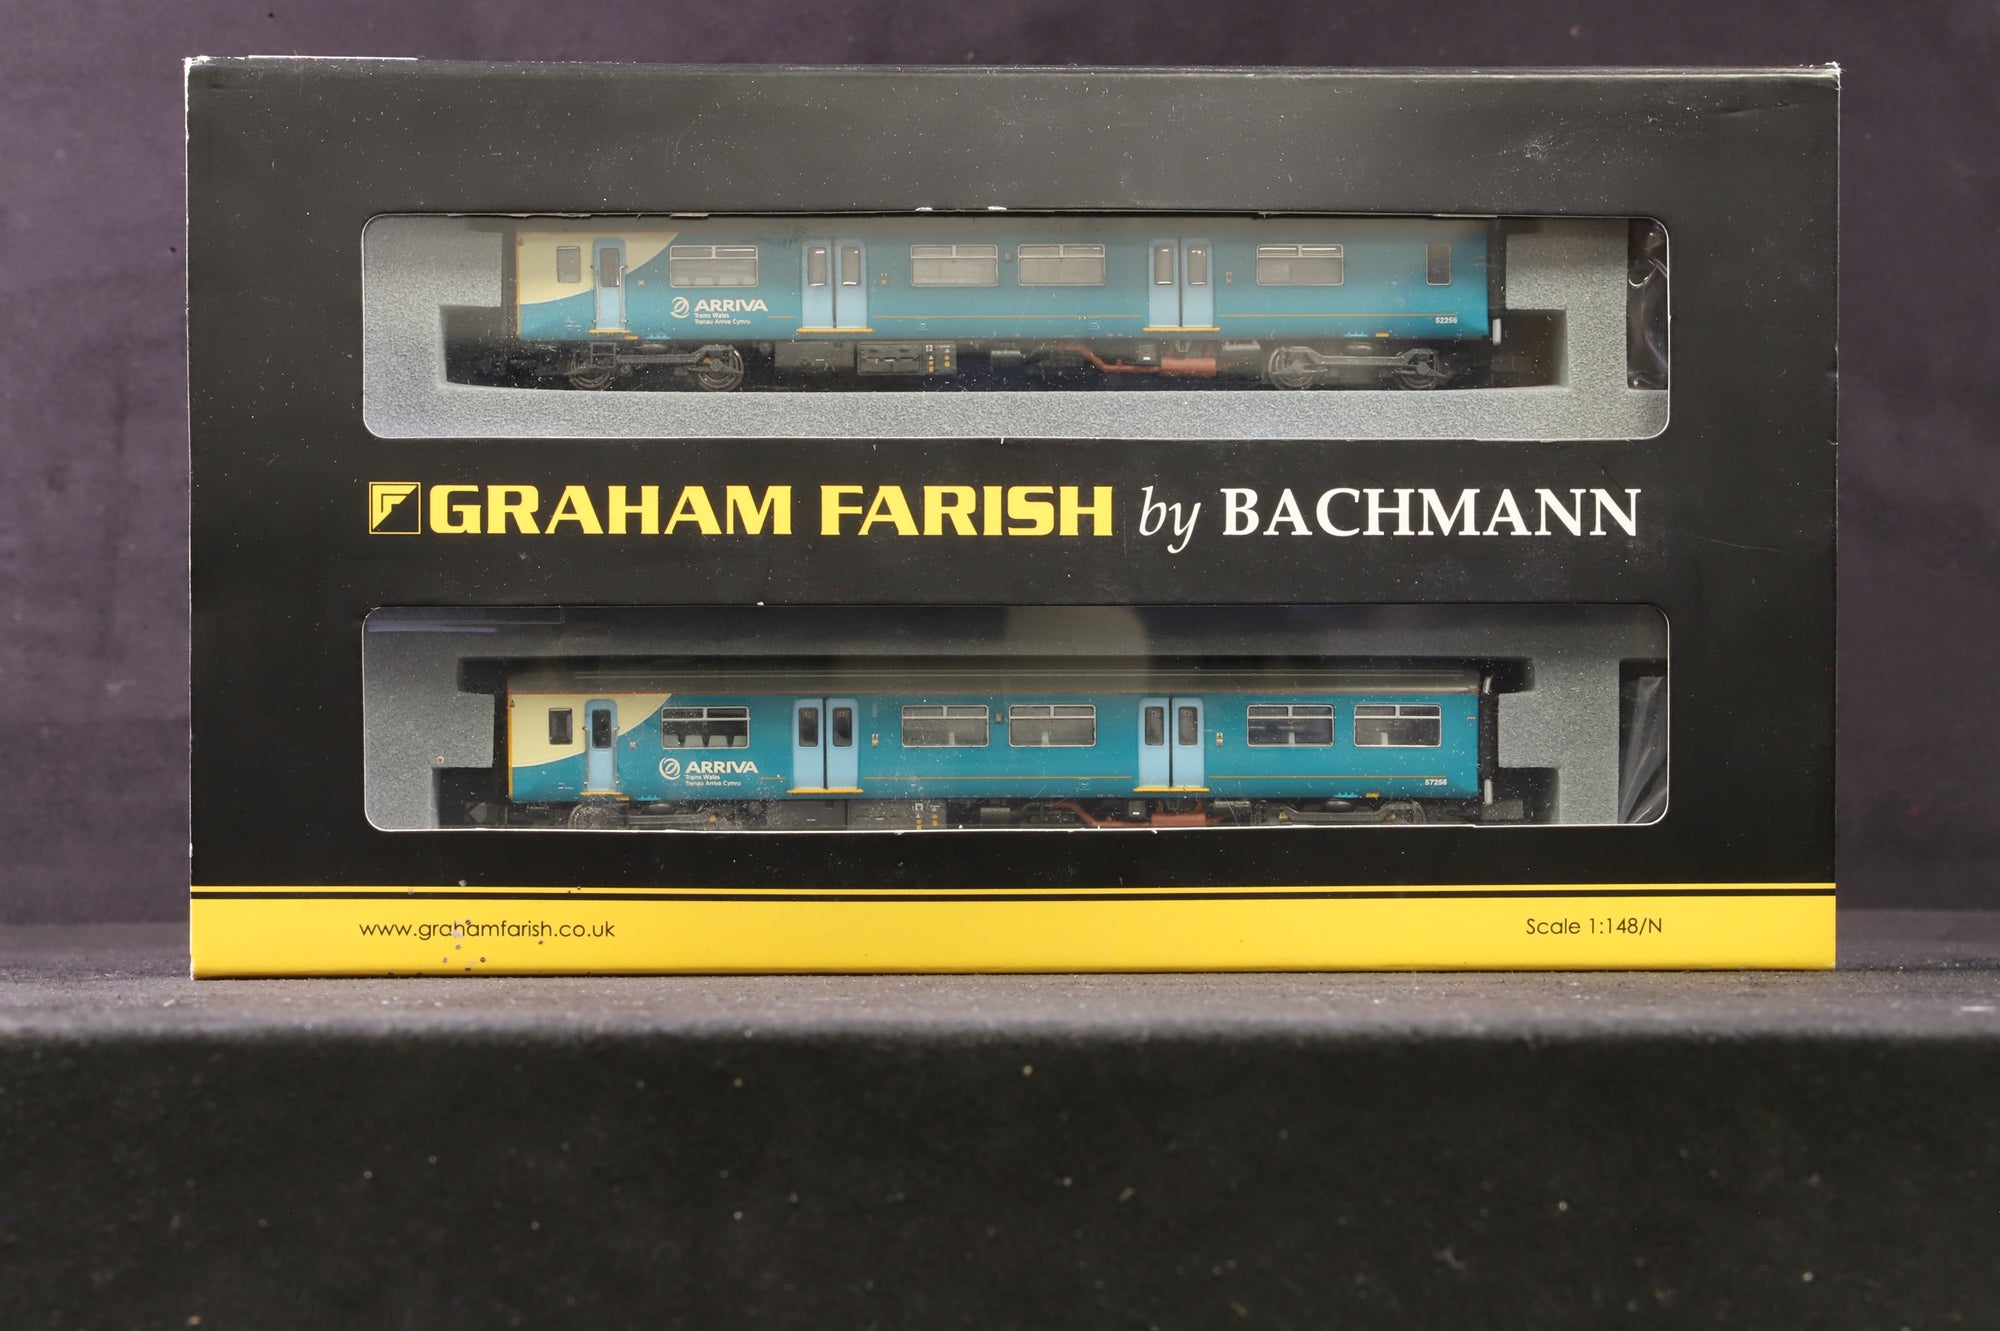 ARRIVA
Trains Wales
Trenau Arriva Cymru
52256
GRAHAM FARISH by BACHMANN
ARRIVA
Trains Wales
Trenau Arriva Cymru
57256
www.grahamfarish.co.uk
Scale 1:148/N